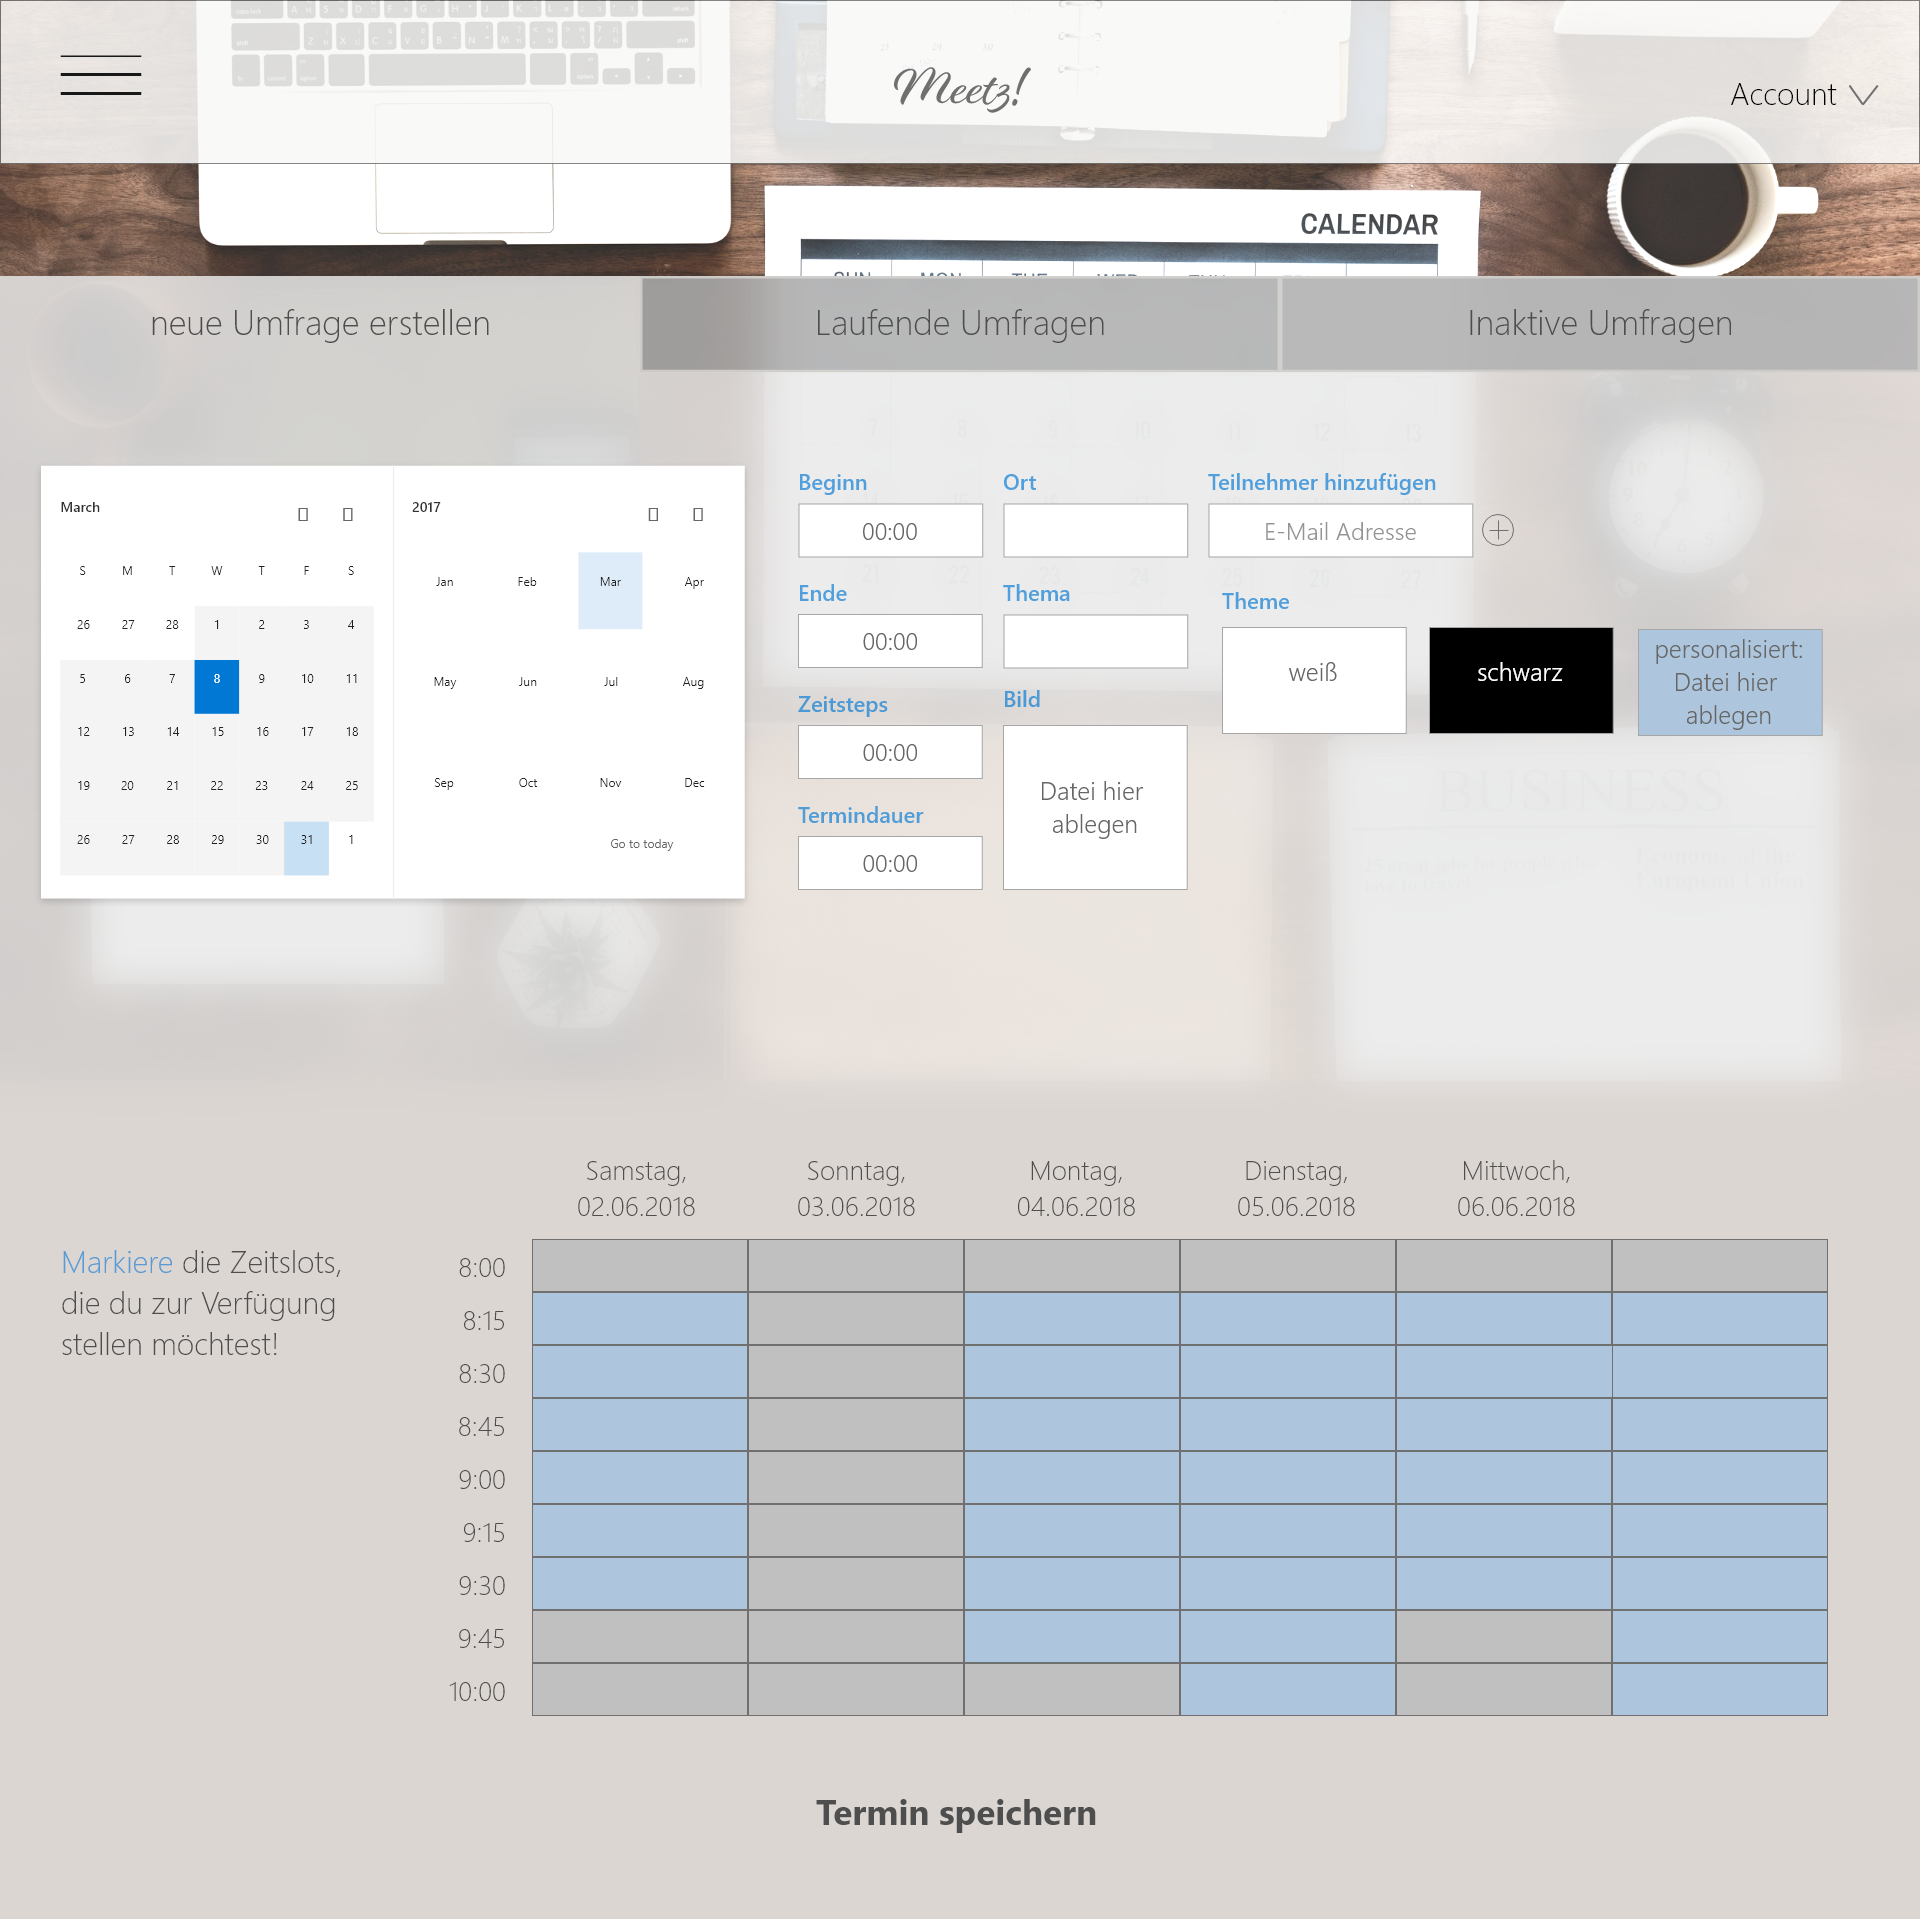 Meetz!
Account
CALENDAR
neue Umfrage erstellen
Laufende Umfragen
Inaktive Umfragen
March
S M T W T F S
26 27 28 1 2 3 4
5 6 7 8 9 10 11
12 13 14 15 16 17 18
19 20 21 22 23 24 25
26 27 28 29 30 31 1
2017
Jan Feb Mar Apr
May Jun Jul Aug
Sep Oct Nov Dec
Go to today
Beginn
00:00
Ende
00:00
Zeitsteps
00:00
Termindauer
00:00
Ort
Thema
Bild
Datei hier
ablegen
Teilnehmer hinzufügen
E-Mail Adresse
Theme
weiß
schwarz
personalisiert:
Datei hier
ablegen
BUSINESS
Markiere die Zeitslots,
die du zur Verfügung
stellen möchtest!
Samstag,
02.06.2018
Sonntag,
03.06.2018
Montag,
04.06.2018
Dienstag,
05.06.2018
Mittwoch,
06.06.2018
8:00
8:15
8:30
8:45
9:00
9:15
9:30
9:45
10:00
Termin speichern